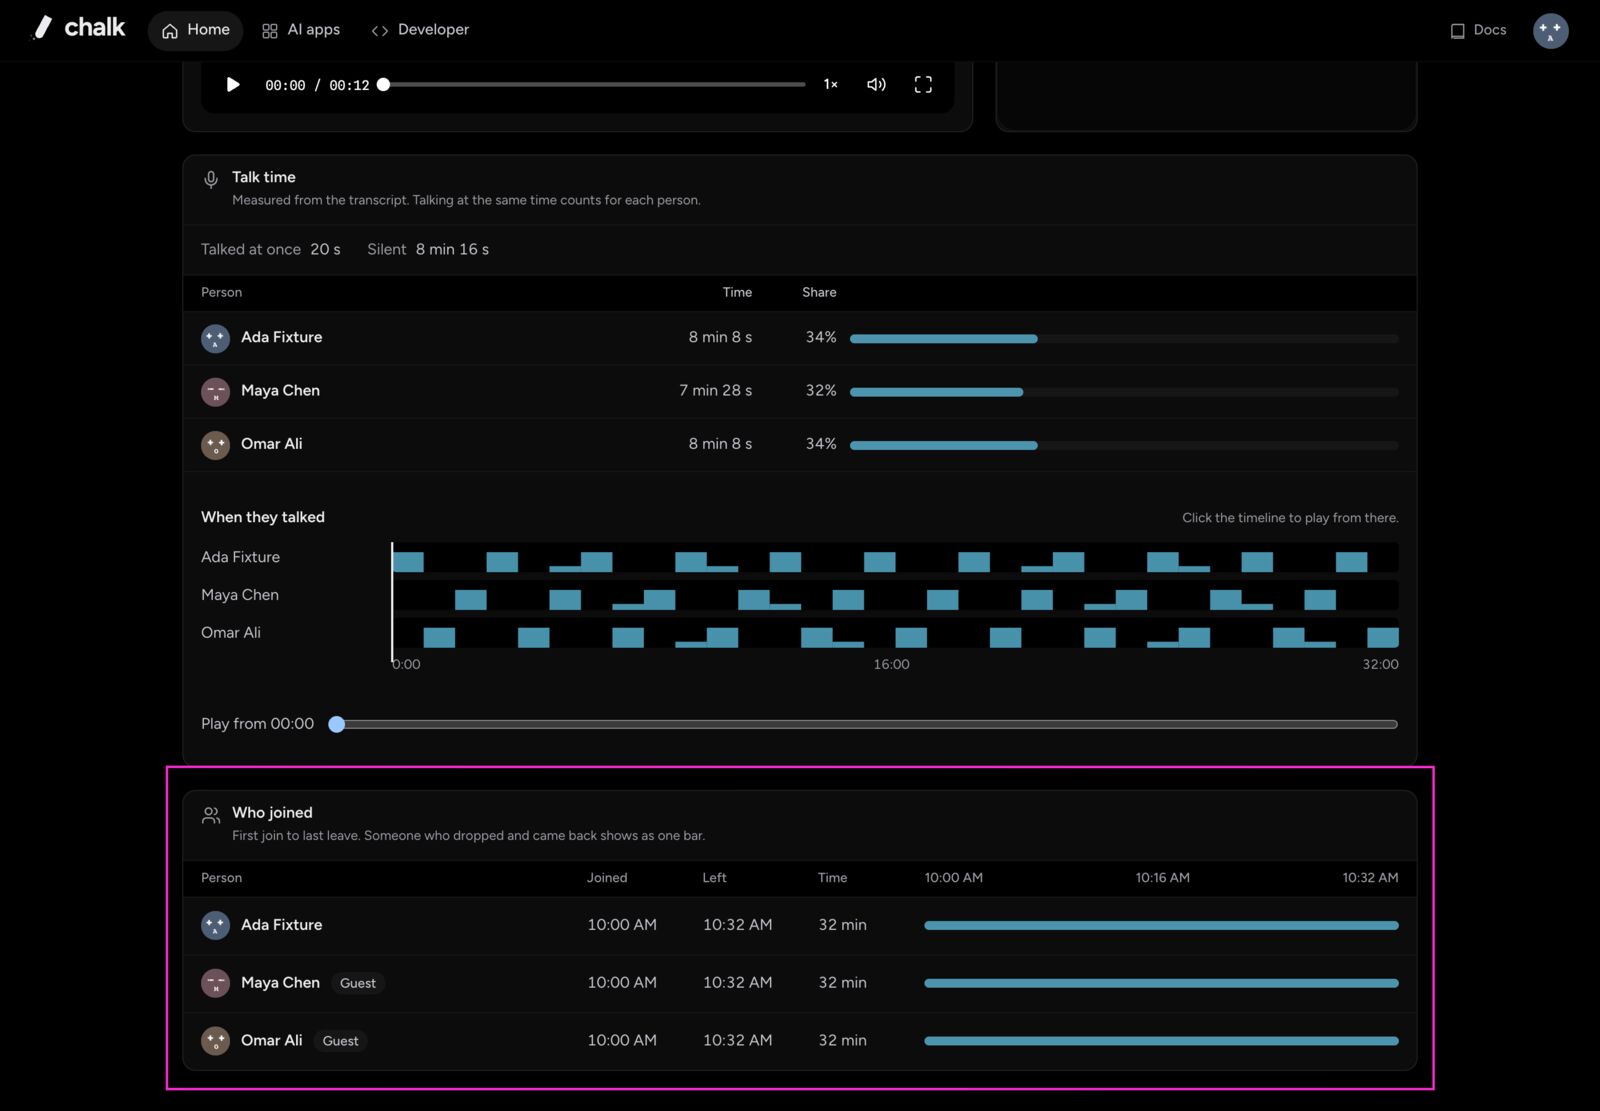 chalk Home AI apps Developer Docs
A
00:00 / 00:12 1×
Talk time
Measured from the transcript. Talking at the same time counts for each person.
Talked at once 20 s Silent 8 min 16 s
Person Time Share
A Ada Fixture 8 min 8 s 34%
M Maya Chen 7 min 28 s 32%
O Omar Ali 8 min 8 s 34%
When they talked Click the timeline to play from there.
Ada Fixture
Maya Chen
Omar Ali
0:00 16:00 32:00
Play from 00:00
Who joined
First join to last leave. Someone who dropped and came back shows as one bar.
Person Joined Left Time 10:00 AM 10:16 AM 10:32 AM
A Ada Fixture 10:00 AM 10:32 AM 32 min
M Maya Chen Guest 10:00 AM 10:32 AM 32 min
O Omar Ali Guest 10:00 AM 10:32 AM 32 min